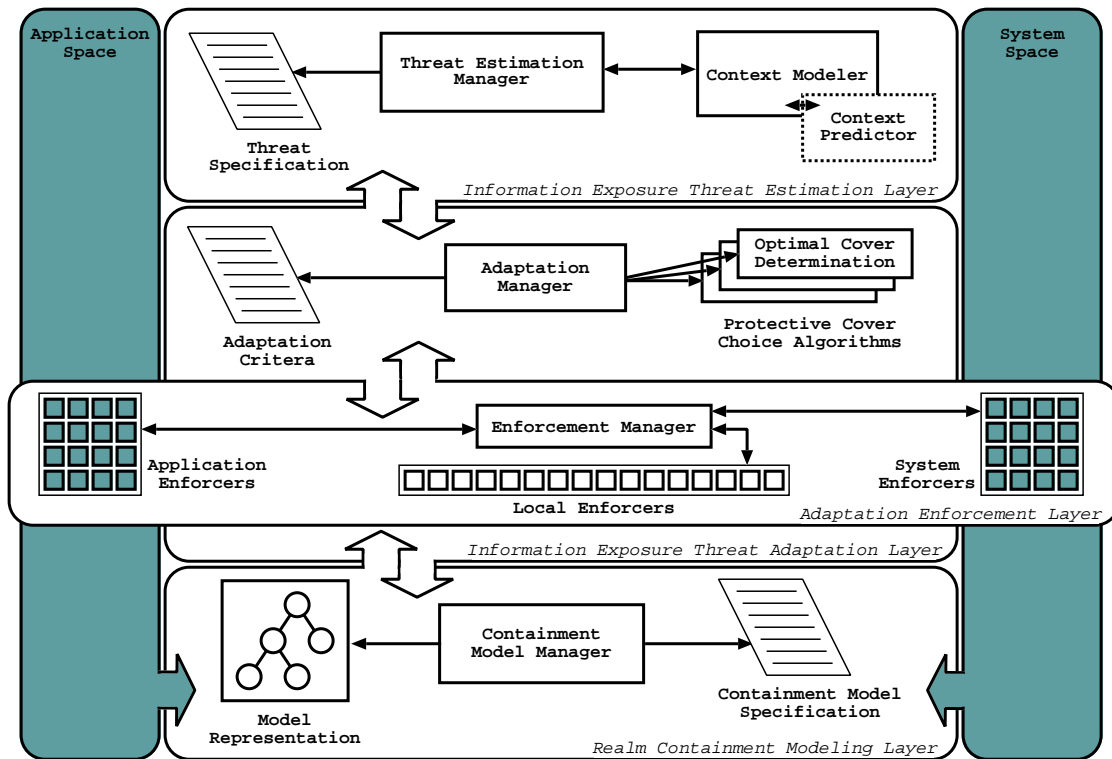 Application
Space
System
Space
Threat Estimation
Manager
Context Modeler
Context
Predictor
Threat
Specification
Information Exposure Threat Estimation Layer
Adaptation
Manager
Optimal Cover
Determination
Adaptation
Critera
Protective Cover
Choice Algorithms
Enforcement Manager
Application
Enforcers
System
Enforcers
Local Enforcers
Adaptation Enforcement Layer
Information Exposure Threat Adaptation Layer
Containment
Model Manager
Model
Representation
Containment Model
Specification
Realm Containment Modeling Layer